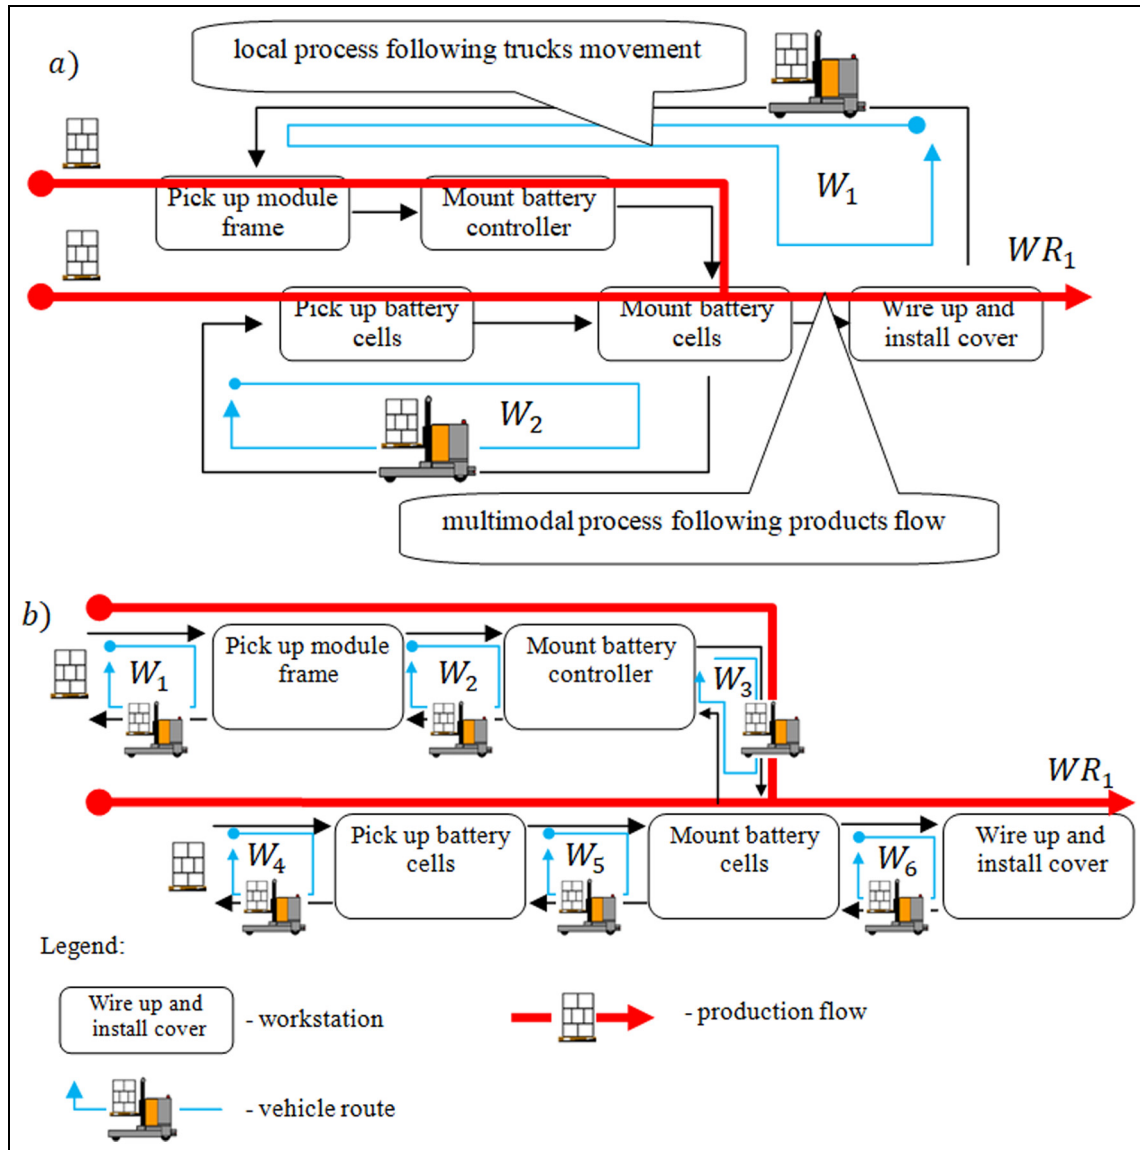 a)
local process following trucks movement
W1
Pick up module
frame
Mount battery
controller
WR1
Pick up battery
cells
Mount battery
cells
Wire up and
install cover
W2
multimodal process following products flow
b)
W1
Pick up module
frame
W2
Mount battery
controller
W3
WR1
W4
Pick up battery
cells
W5
Mount battery
cells
W6
Wire up and
install cover
Legend:
Wire up and
install cover
- workstation
- production flow
- vehicle route